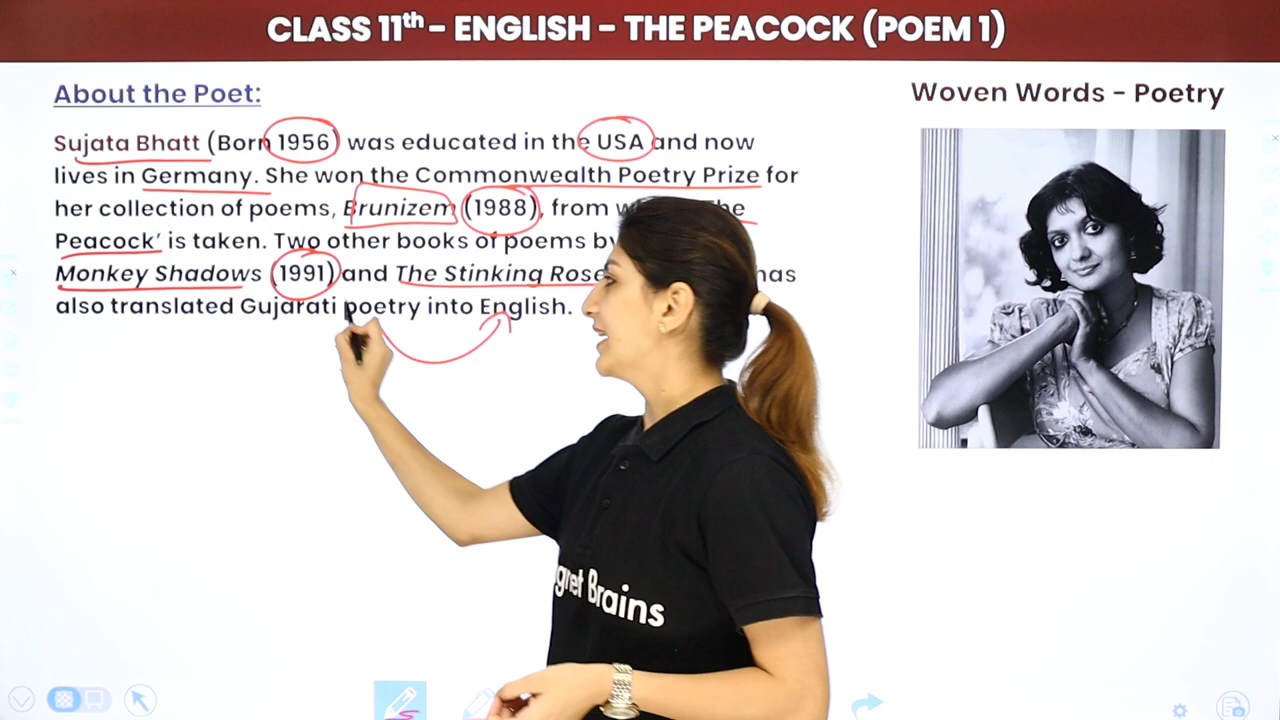 CLASS 11th - ENGLISH - THE PEACOCK (POEM 1)
About the Poet:
Woven Words - Poetry
Sujata Bhatt (Born 1956) was educated in the USA and now
lives in Germany. She won the Commonwealth Poetry Prize for
her collection of poems, Brunizem (1988), from
Peacock' is taken. Two other books of poems
Monkey Shadows (1991) and The Stinking Rose has
also translated Gujarati poetry into English.
Brains